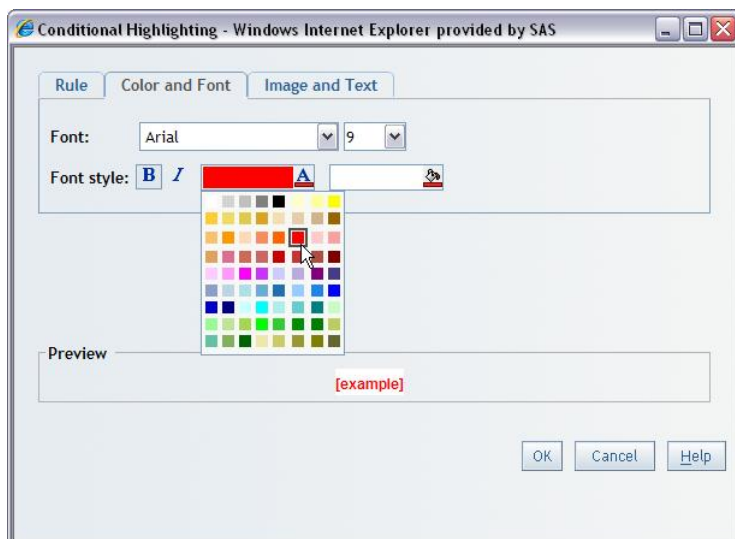 Conditional Highlighting - Windows Internet Explorer provided by SAS
Rule Color and Font Image and Text
Font: Arial 9
Font style: B I A
Preview
[example]
OK Cancel Help